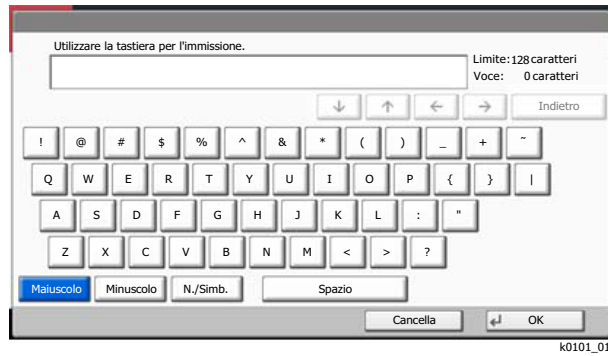 Utilizzare la tastiera per l'immissione.
Limite: 128 caratteri
Voce: 0 caratteri
↓ ↑ ← → Indietro
! @ # $ % ^ & * ( ) _ + ~
Q W E R T Y U I O P { } |
A S D F G H J K L : "
Z X C V B N M < > ?
Maiuscolo Minuscolo N./Simb. Spazio
Cancella OK
k0101_01